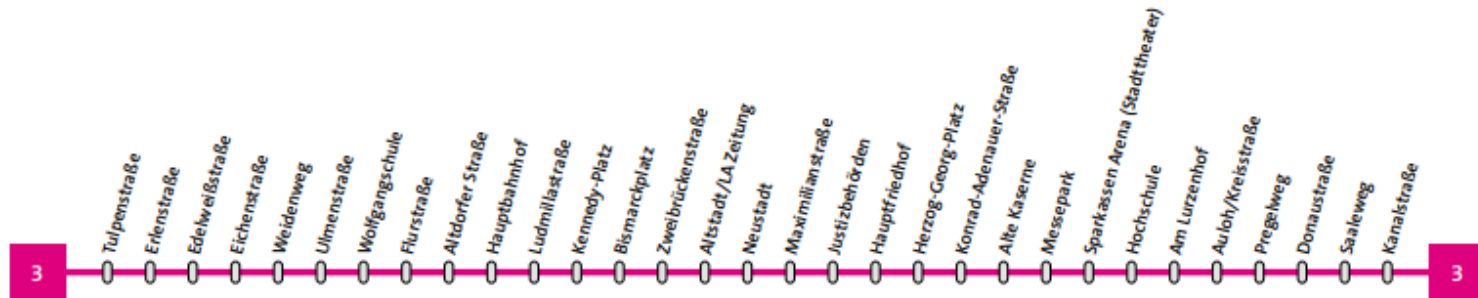 3
Tulpenstraße
Erlenstraße
Edelweißstraße
Eichenstraße
Weidenweg
Ulmenstraße
Wolfgangschule
Flurstraße
Altdorfer Straße
Hauptbahnhof
Ludmillastraße
Kennedy-Platz
Bismarckplatz
Zweibrückenstraße
Altstadt/LA Zeitung
Neustadt
Maximilianstraße
Justizbehörden
Hauptfriedhof
Herzog-Georg-Platz
Konrad-Adenauer-Straße
Alte Kaserne
Messepark
Sparkassen Arena (Stadttheater)
Hochschule
Am Lurzenhof
Auloh/Kreisstraße
Pregelweg
Donaustraße
Saaleweg
Kanalstraße
3